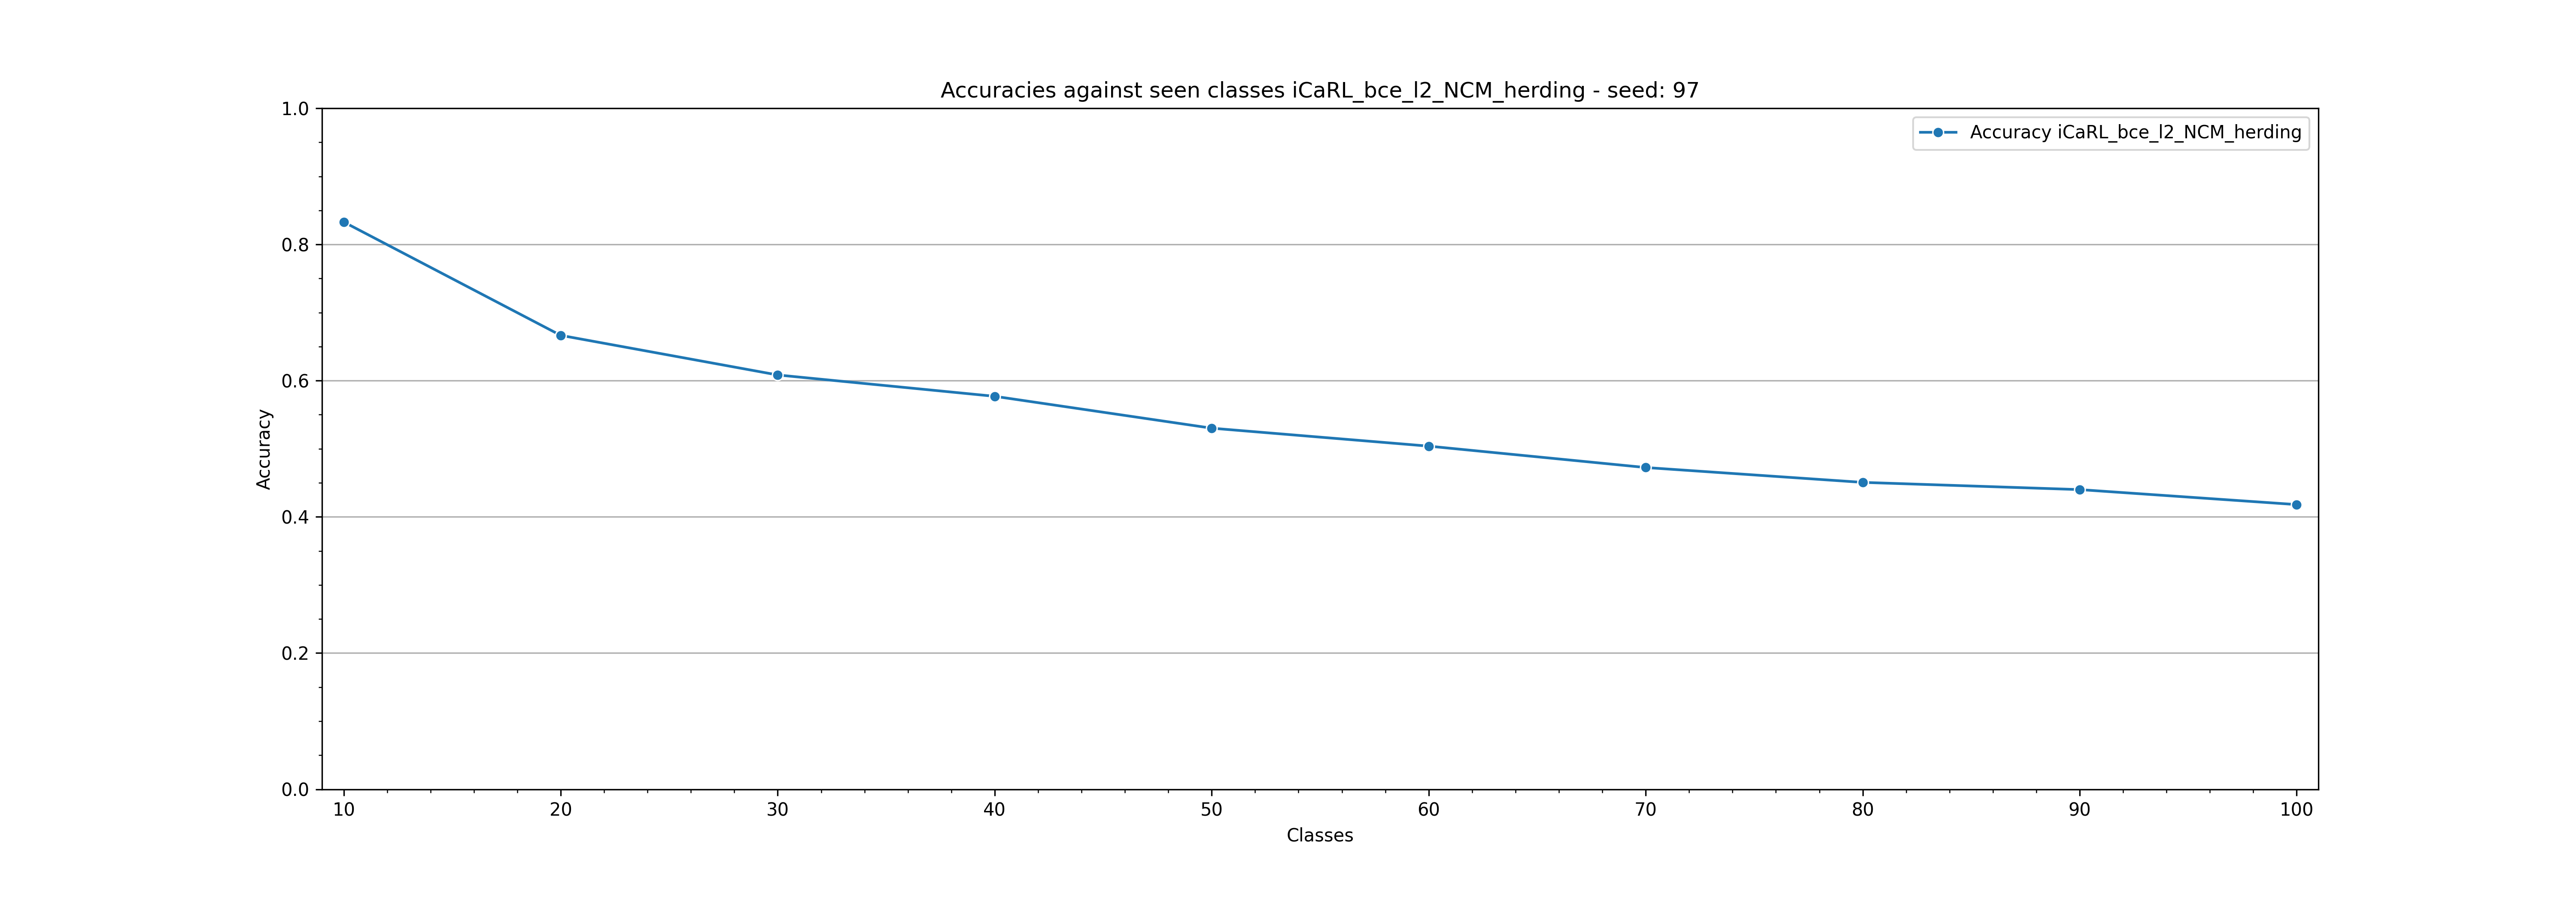 Accuracies against seen classes iCaRL_bce_l2_NCM_herding - seed: 97
Accuracy iCaRL_bce_l2_NCM_herding
1.0
0.8
0.6
0.4
0.2
0.0
Accuracy
10 20 30 40 50 60 70 80 90 100
Classes